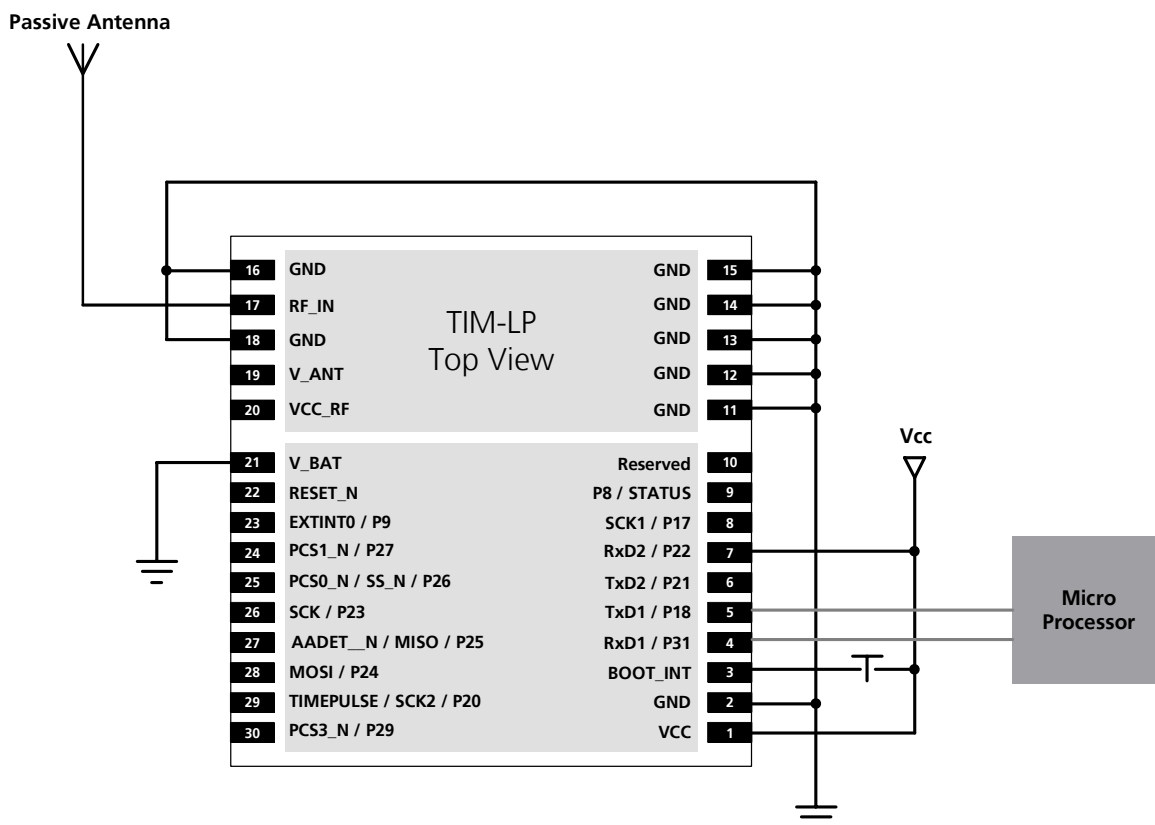 Passive Antenna
16 GND GND 15
17 RF_IN GND 14
TIM-LP
Top View
18 GND GND 13
19 V_ANT GND 12
20 VCC_RF GND 11
Vcc
21 V_BAT Reserved 10
22 RESET_N P8 / STATUS 9
23 EXTINT0 / P9 SCK1 / P17 8
24 PCS1_N / P27 RxD2 / P22 7
25 PCS0_N / SS_N / P26 TxD2 / P21 6
26 SCK / P23 TxD1 / P18 5
27 AADET__N / MISO / P25 RxD1 / P31 4
28 MOSI / P24 BOOT_INT 3
29 TIMEPULSE / SCK2 / P20 GND 2
30 PCS3_N / P29 VCC 1
Micro
Processor